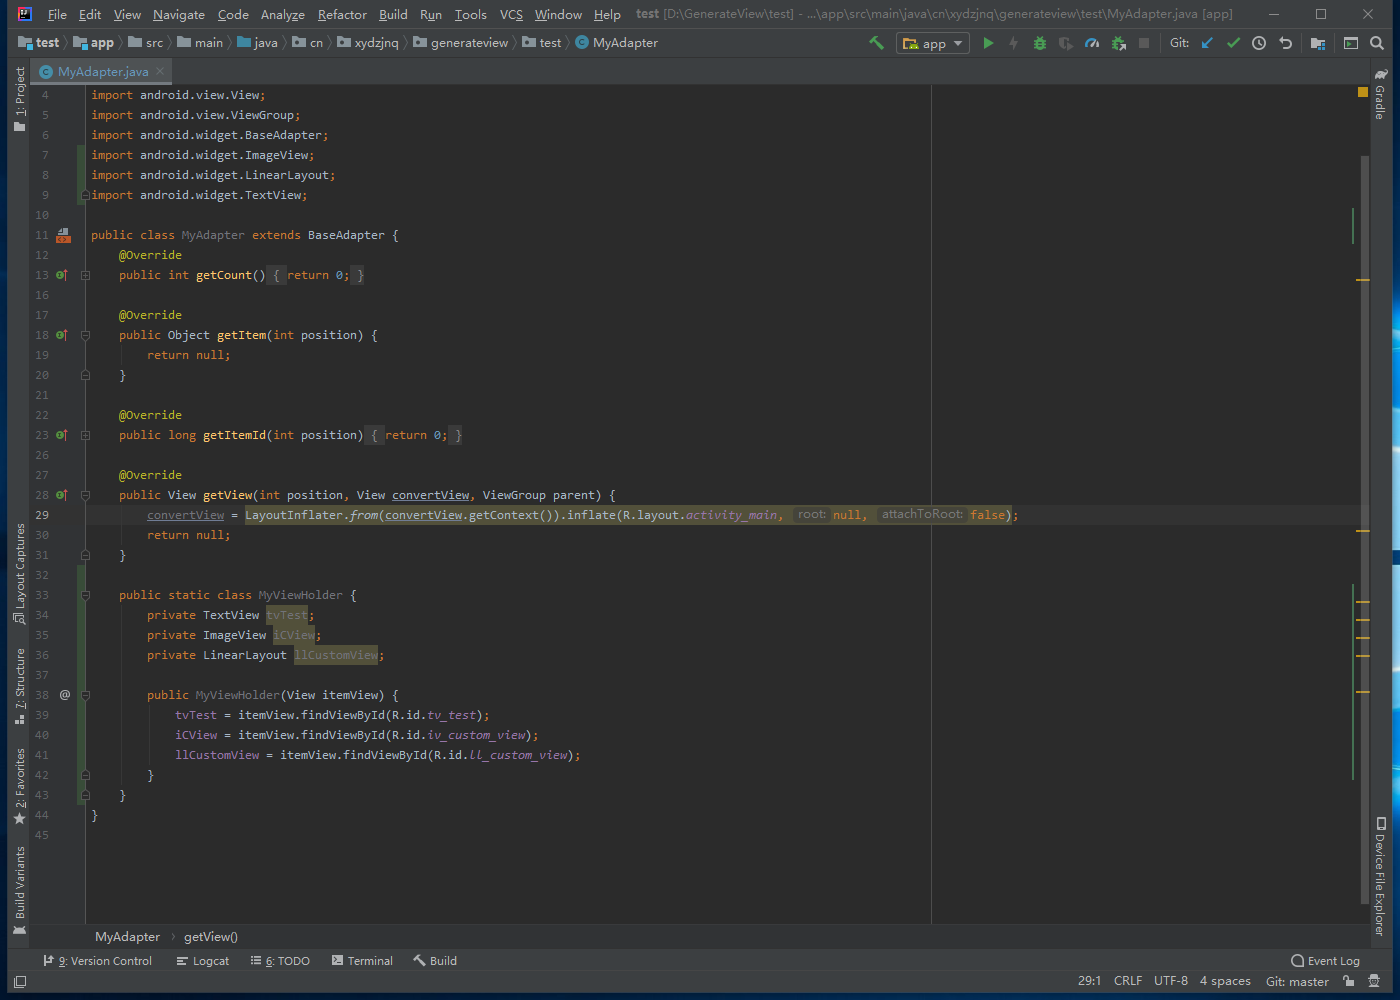 File Edit View Navigate Code Analyze Refactor Build Run Tools VCS Window Help test [D:\GenerateView\test] - ...\app\src\main\java\cn\xydzjnq\generateview\test\MyAdapter.java [app]
test app src main java cn xydzjnq generateview test MyAdapter app Git:
MyAdapter.java
1: Project
Layout Captures
7: Structure
2: Favorites
Build Variants
4 import android.view.View;
5 import android.view.ViewGroup;
6 import android.widget.BaseAdapter;
7 import android.widget.ImageView;
8 import android.widget.LinearLayout;
9 import android.widget.TextView;
10
11 public class MyAdapter extends BaseAdapter {
12 @Override
13 public int getCount() { return 0; }
16
17 @Override
18 public Object getItem(int position) {
19 return null;
20 }
21
22 @Override
23 public long getItemId(int position) { return 0; }
26
27 @Override
28 public View getView(int position, View convertView, ViewGroup parent) {
29 convertView = LayoutInflater.from(convertView.getContext()).inflate(R.layout.activity_main, root: null, attachToRoot: false);
30 return null;
31 }
32
33 public static class MyViewHolder {
34 private TextView tvTest;
35 private ImageView iCView;
36 private LinearLayout llCustomView;
37
38 @ public MyViewHolder(View itemView) {
39 tvTest = itemView.findViewById(R.id.tv_test);
40 iCView = itemView.findViewById(R.id.iv_custom_view);
41 llCustomView = itemView.findViewById(R.id.ll_custom_view);
42 }
43 }
44 }
45
Gradle
Device File Explorer
MyAdapter getView()
9: Version Control Logcat 6: TODO Terminal Build Event Log
29:1 CRLF UTF-8 4 spaces Git: master